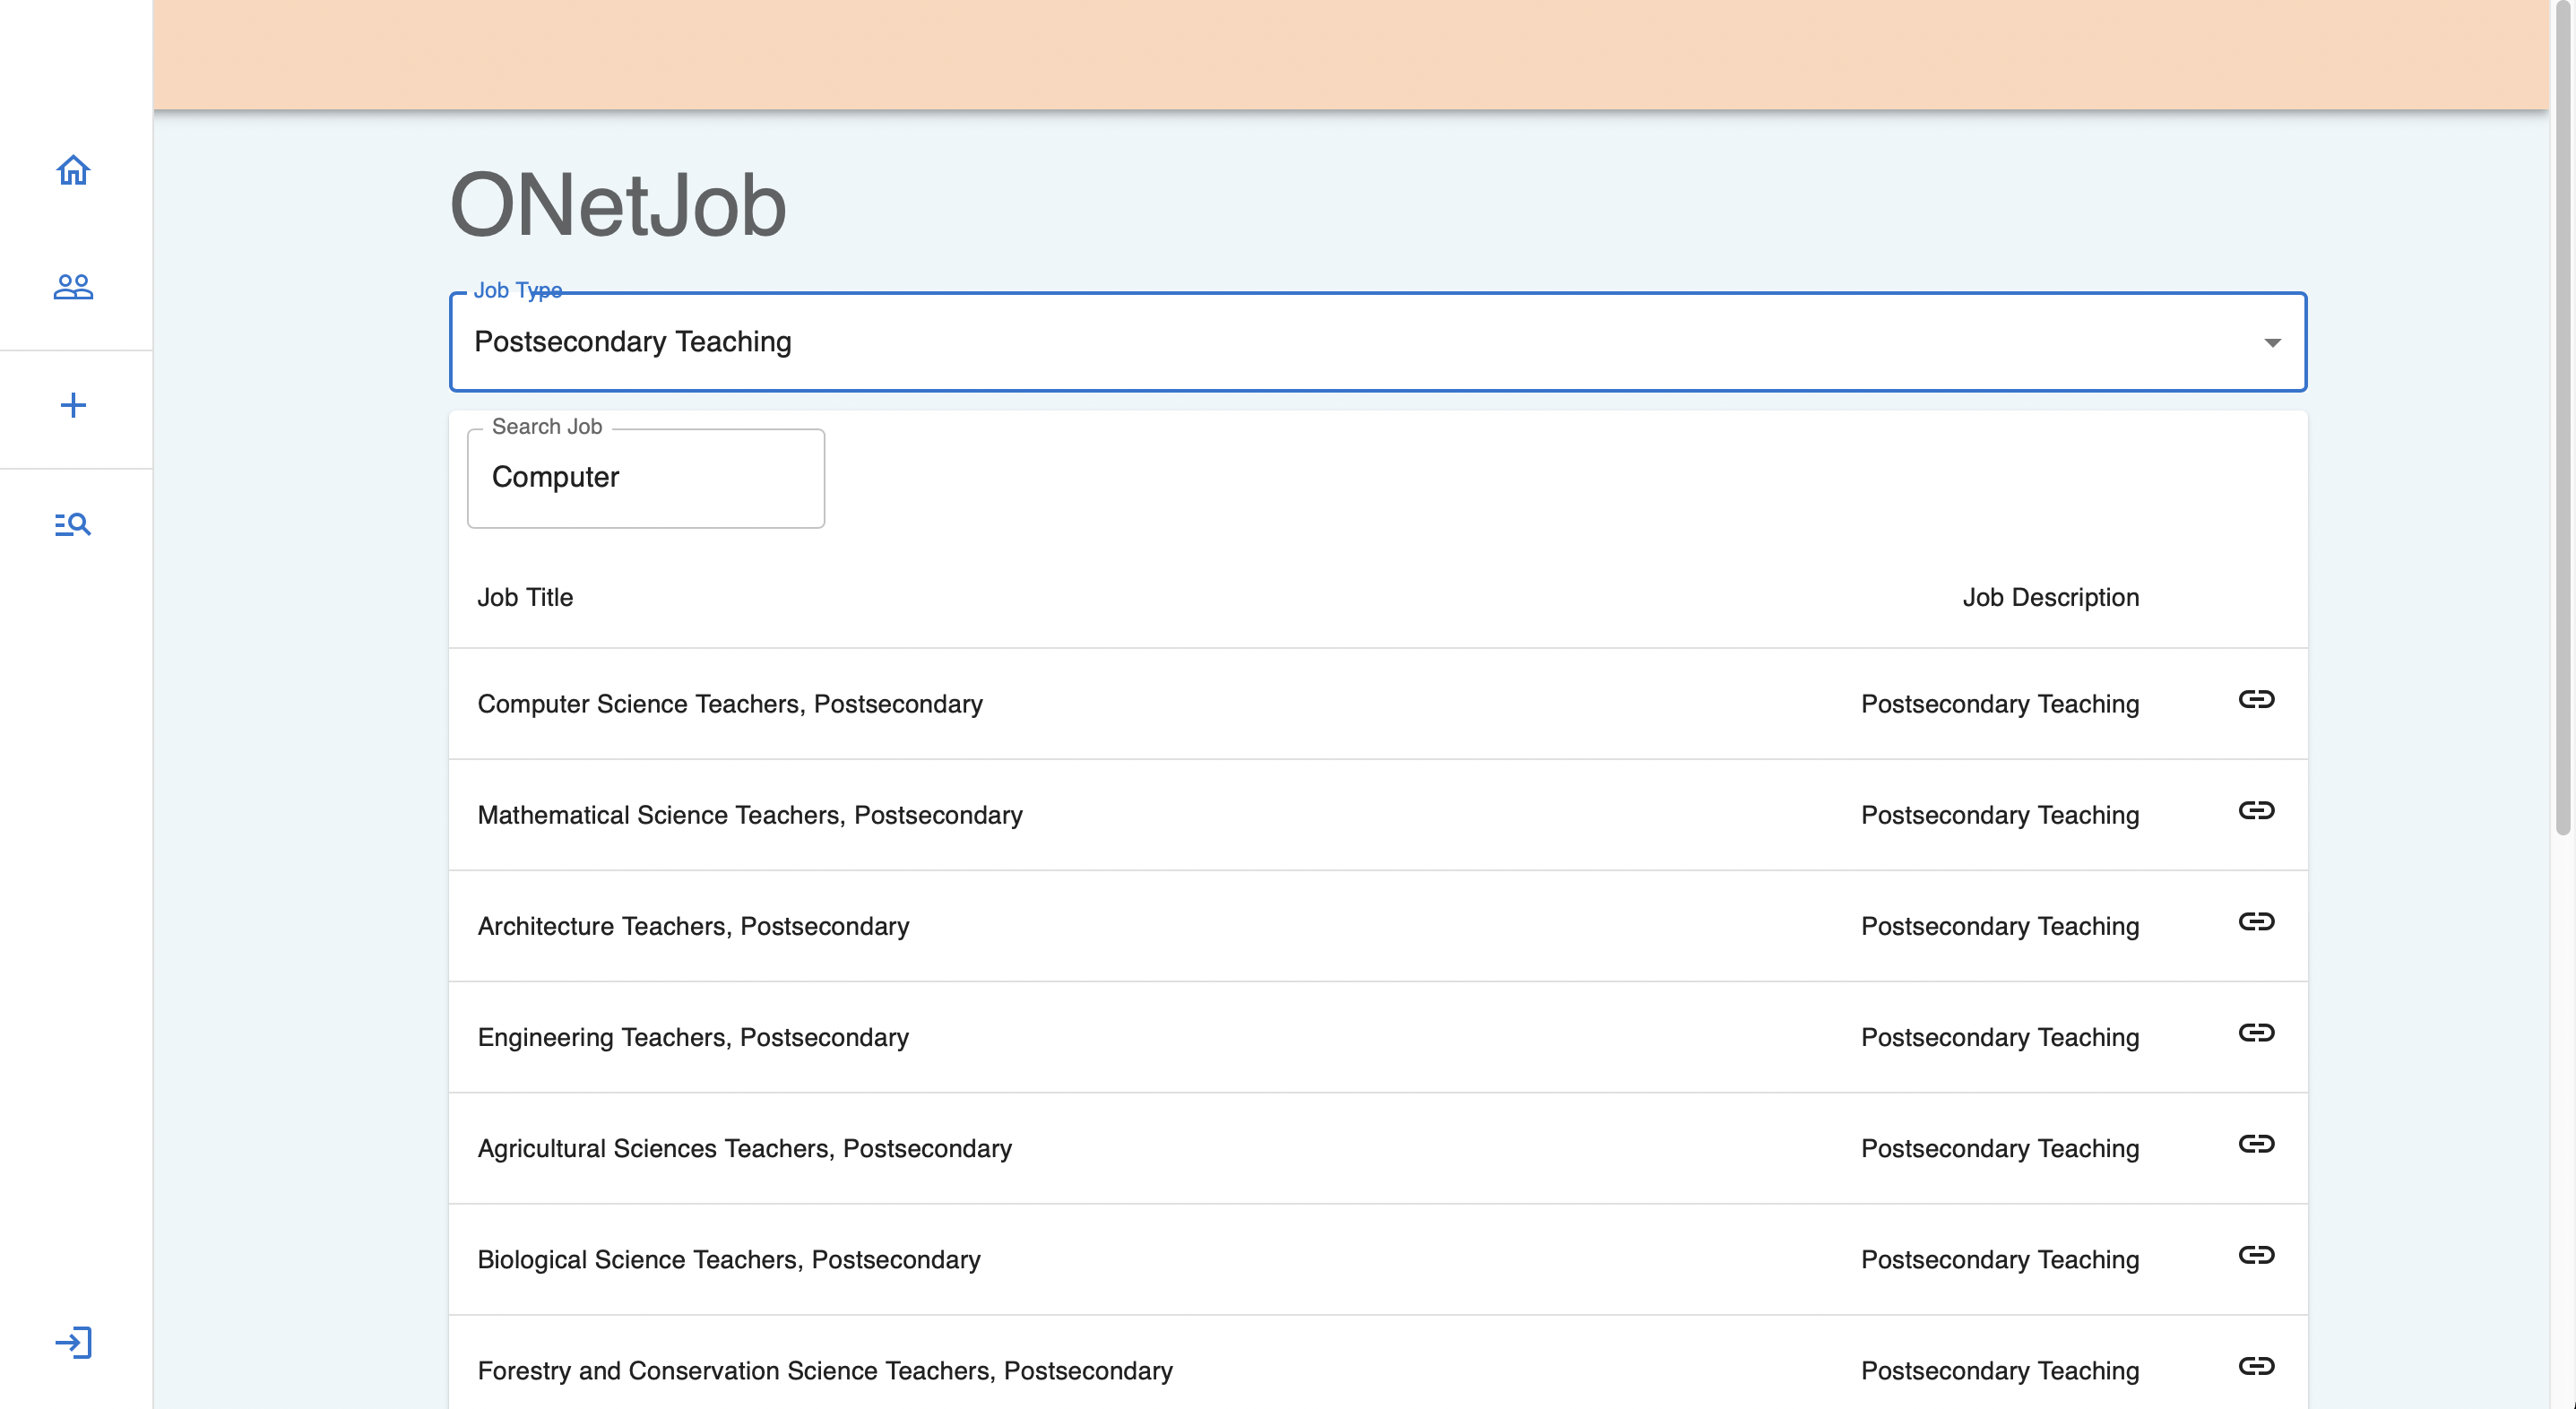 ONetJob
Job Type
Postsecondary Teaching
Search Job
Computer
Job Title Job Description
Computer Science Teachers, Postsecondary Postsecondary Teaching
Mathematical Science Teachers, Postsecondary Postsecondary Teaching
Architecture Teachers, Postsecondary Postsecondary Teaching
Engineering Teachers, Postsecondary Postsecondary Teaching
Agricultural Sciences Teachers, Postsecondary Postsecondary Teaching
Biological Science Teachers, Postsecondary Postsecondary Teaching
Forestry and Conservation Science Teachers, Postsecondary Postsecondary Teaching